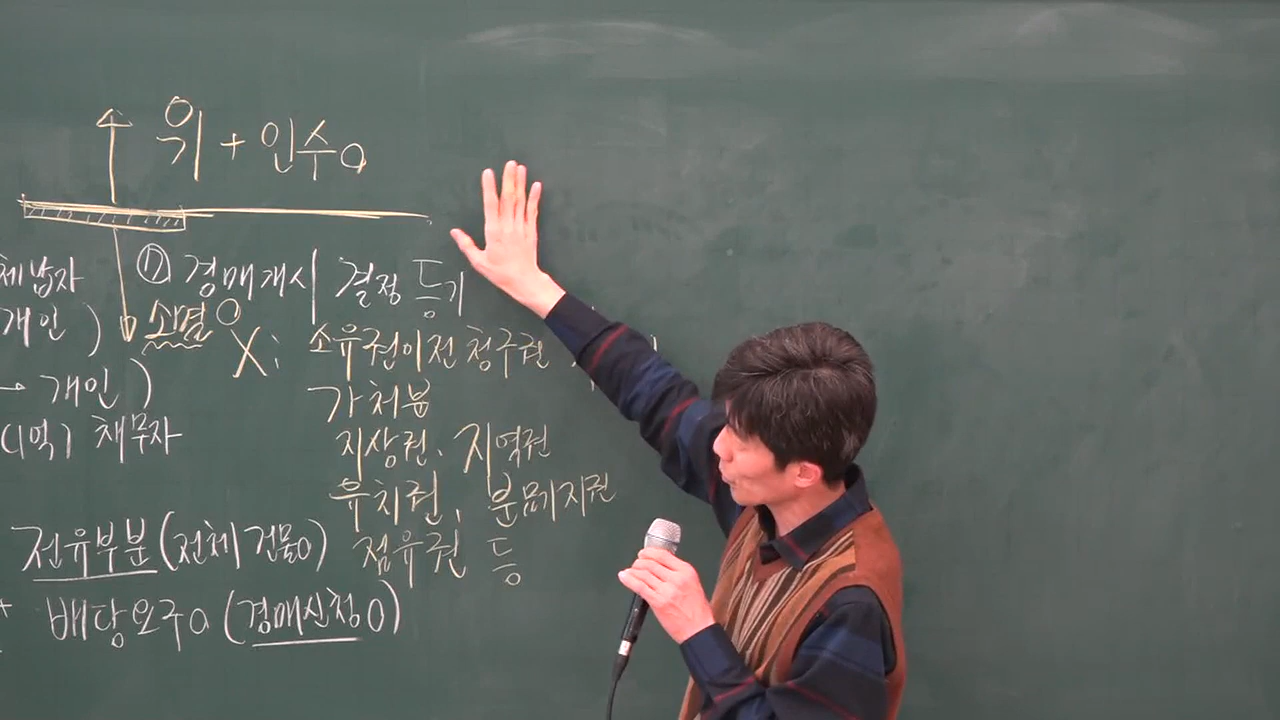 ↑ 위 + 인수o
체납자 ⑰ 경매개시 결정 등기
개인 ) 소멸O X: 소유권이전 청구권
→ 개인 ) 가처분
(1억) 채무자 지상권、지역권
유치권、분묘기지권
전유부분 (전체 건물o) 점유권 등
+ 배당요구o (경매신청O)